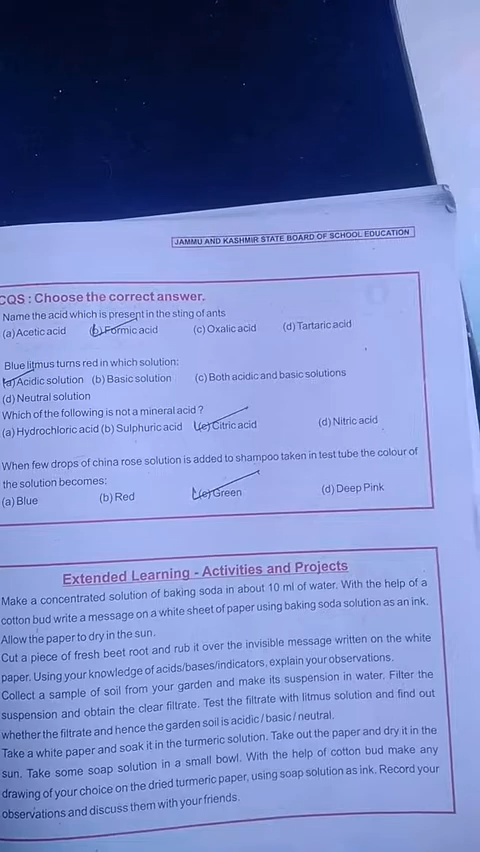 JAMMU AND KASHMIR STATE BOARD OF SCHOOL EDUCATION
CQS : Choose the correct answer.
Name the acid which is present in the sting of ants
(a) Acetic acid (b) Formic acid (c) Oxalic acid (d) Tartaric acid
Blue litmus turns red in which solution:
(a) Acidic solution (b) Basic solution (c) Both acidic and basic solutions
(d) Neutral solution
Which of the following is not a mineral acid ?
(a) Hydrochloric acid (b) Sulphuric acid (c) Citric acid (d) Nitric acid
When few drops of china rose solution is added to shampoo taken in test tube the colour of
the solution becomes:
(a) Blue (b) Red (c) Green (d) Deep Pink
Extended Learning - Activities and Projects
Make a concentrated solution of baking soda in about 10 ml of water. With the help of a
cotton bud write a message on a white sheet of paper using baking soda solution as an ink.
Allow the paper to dry in the sun.
Cut a piece of fresh beet root and rub it over the invisible message written on the white
paper. Using your knowledge of acids/bases/indicators, explain your observations.
Collect a sample of soil from your garden and make its suspension in water. Filter the
suspension and obtain the clear filtrate. Test the filtrate with litmus solution and find out
whether the filtrate and hence the garden soil is acidic / basic / neutral.
Take a white paper and soak it in the turmeric solution. Take out the paper and dry it in the
sun. Take some soap solution in a small bowl. With the help of cotton bud make any
drawing of your choice on the dried turmeric paper, using soap solution as ink. Record your
observations and discuss them with your friends.